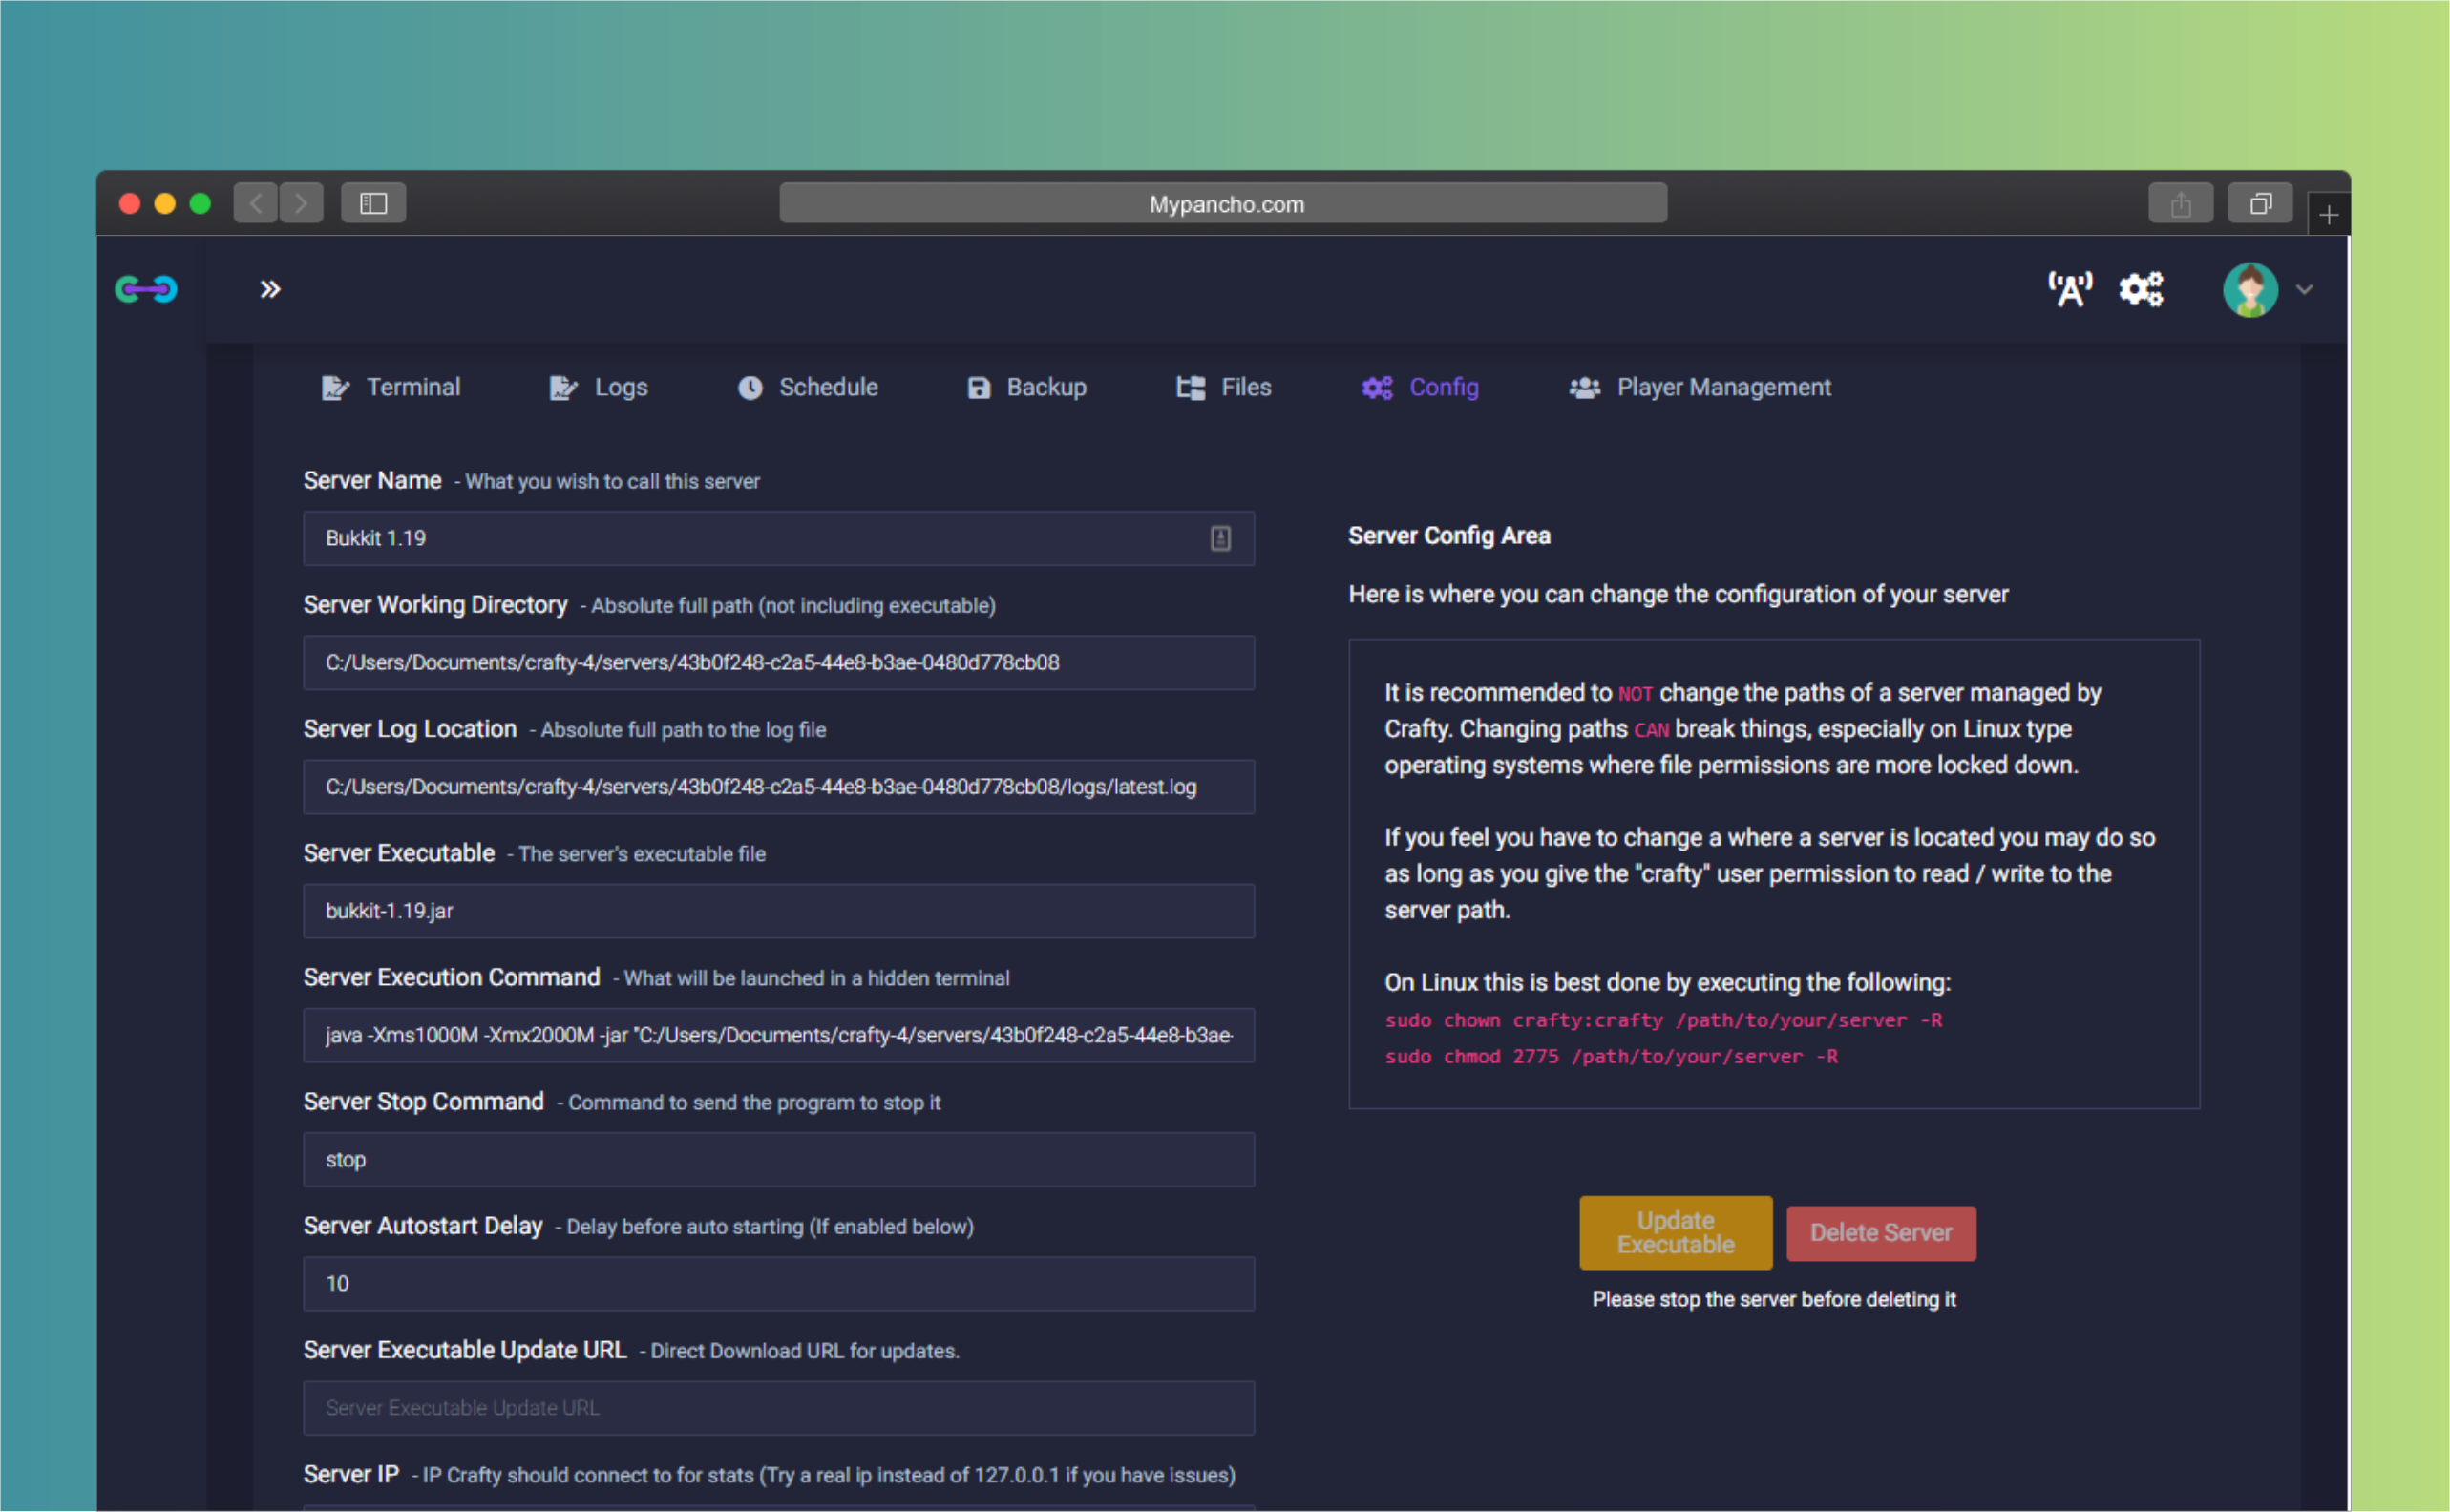 Mypancho.com
Terminal Logs Schedule Backup Files Config Player Management
Server Name - What you wish to call this server
Bukkit 1.19
Server Working Directory - Absolute full path (not including executable)
C:/Users/Documents/crafty-4/servers/43b0f248-c2a5-44e8-b3ae-0480d778cb08
Server Log Location - Absolute full path to the log file
C:/Users/Documents/crafty-4/servers/43b0f248-c2a5-44e8-b3ae-0480d778cb08/logs/latest.log
Server Executable - The server's executable file
bukkit-1.19.jar
Server Execution Command - What will be launched in a hidden terminal
java -Xms1000M -Xmx2000M -jar "C:/Users/Documents/crafty-4/servers/43b0f248-c2a5-44e8-b3ae-
Server Stop Command - Command to send the program to stop it
stop
Server Autostart Delay - Delay before auto starting (If enabled below)
10
Server Executable Update URL - Direct Download URL for updates.
Server Executable Update URL
Server IP - IP Crafty should connect to for stats (Try a real ip instead of 127.0.0.1 if you have issues)
Server Config Area
Here is where you can change the configuration of your server
It is recommended to NOT change the paths of a server managed by
Crafty. Changing paths CAN break things, especially on Linux type
operating systems where file permissions are more locked down.
If you feel you have to change a where a server is located you may do so
as long as you give the "crafty" user permission to read / write to the
server path.
On Linux this is best done by executing the following:
sudo chown crafty:crafty /path/to/your/server -R
sudo chmod 2775 /path/to/your/server -R
Update
Executable
Delete Server
Please stop the server before deleting it